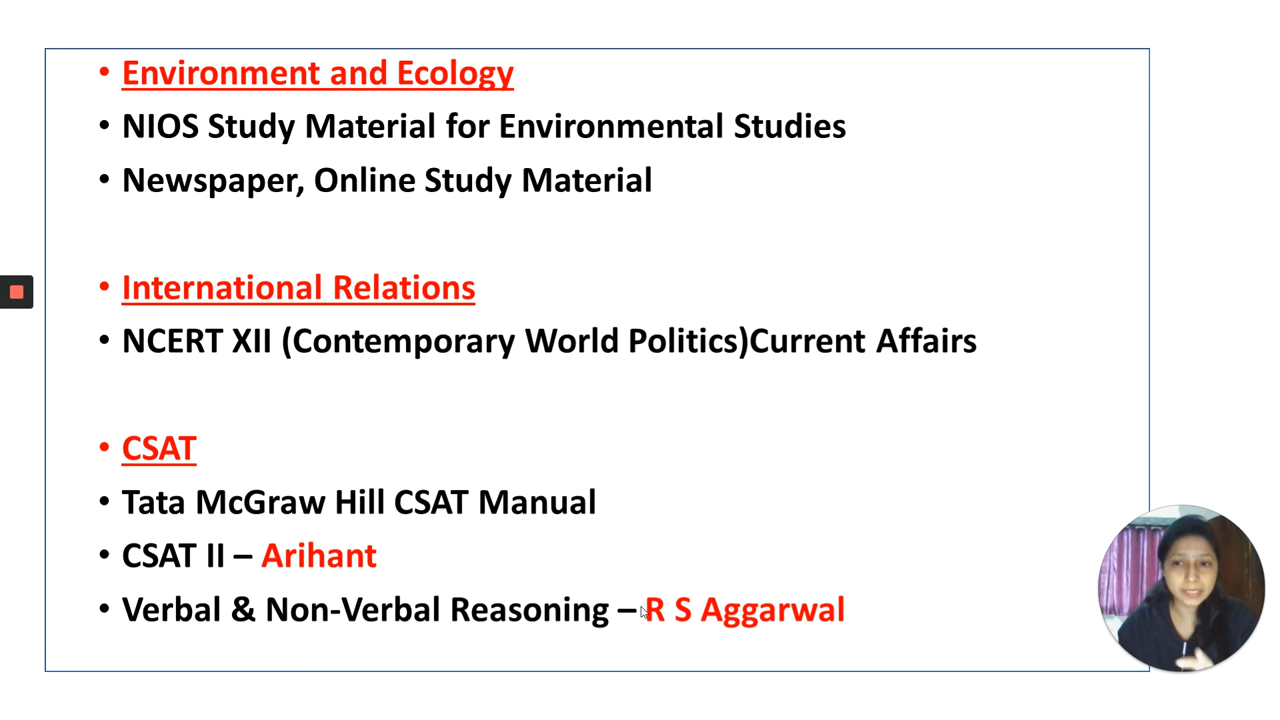 • Environment and Ecology
• NIOS Study Material for Environmental Studies
• Newspaper, Online Study Material
• International Relations
• NCERT XII (Contemporary World Politics)Current Affairs
• CSAT
• Tata McGraw Hill CSAT Manual
• CSAT II – Arihant
• Verbal & Non-Verbal Reasoning – R S Aggarwal